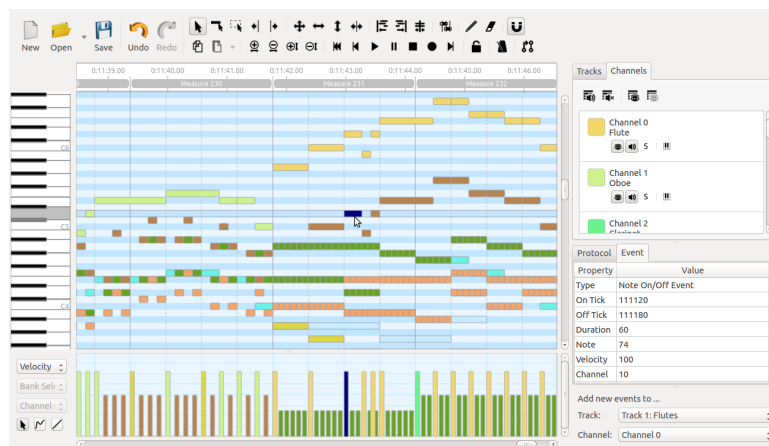 New Open Save Undo Redo
0:11:39.00 0:11:40.00 0:11:41.00 0:11:42.00 0:11:43.00 0:11:44.00 0:11:45.00 0:11:46.00
Measure 230 Measure 231 Measure 232
C6
C5
C4
Tracks Channels
Channel 0
Flute
S
Channel 1
Oboe
S
Channel 2
Clarinet
Protocol Event
Property Value
Type Note On/Off Event
On Tick 111120
Off Tick 111180
Duration 60
Note 74
Velocity 100
Channel 10
Velocity
Bank Sele
Channel
Add new events to ...
Track: Track 1: Flutes
Channel: Channel 0